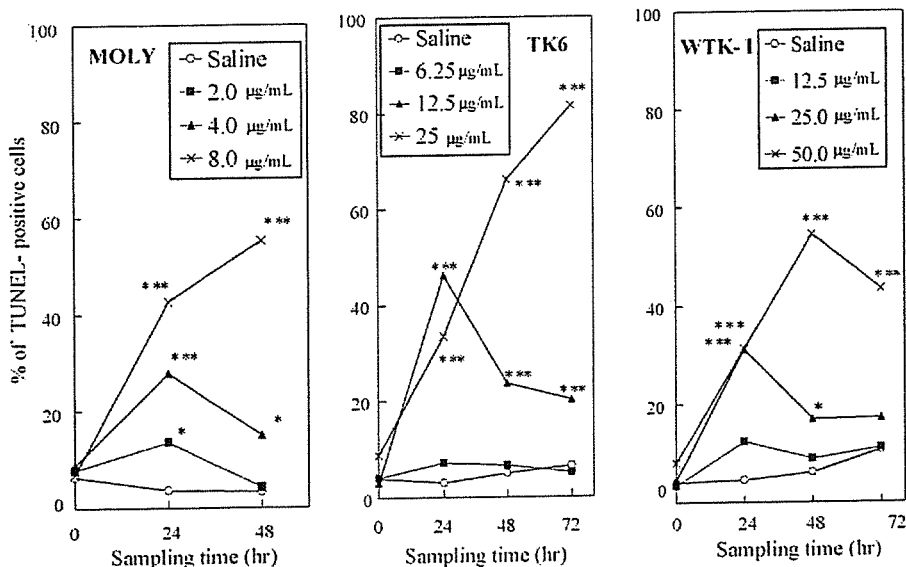 % of TUNEL- positive cells
MOLY
Saline
2.0 µg/mL
4.0 µg/mL
8.0 µg/mL
100
80
60
40
20
0
***
***
***
*
*
0 24 48
Sampling time (hr)
TK6
Saline
6.25 µg/mL
12.5 µg/mL
25 µg/mL
100
80
60
40
20
0
***
***
***
***
***
***
0 24 48 72
Sampling time (hr)
WTK-1
Saline
12.5 µg/mL
25.0 µg/mL
50.0 µg/mL
100
80
60
40
20
0
***
***
***
***
*
0 24 48 72
Sampling time (hr)